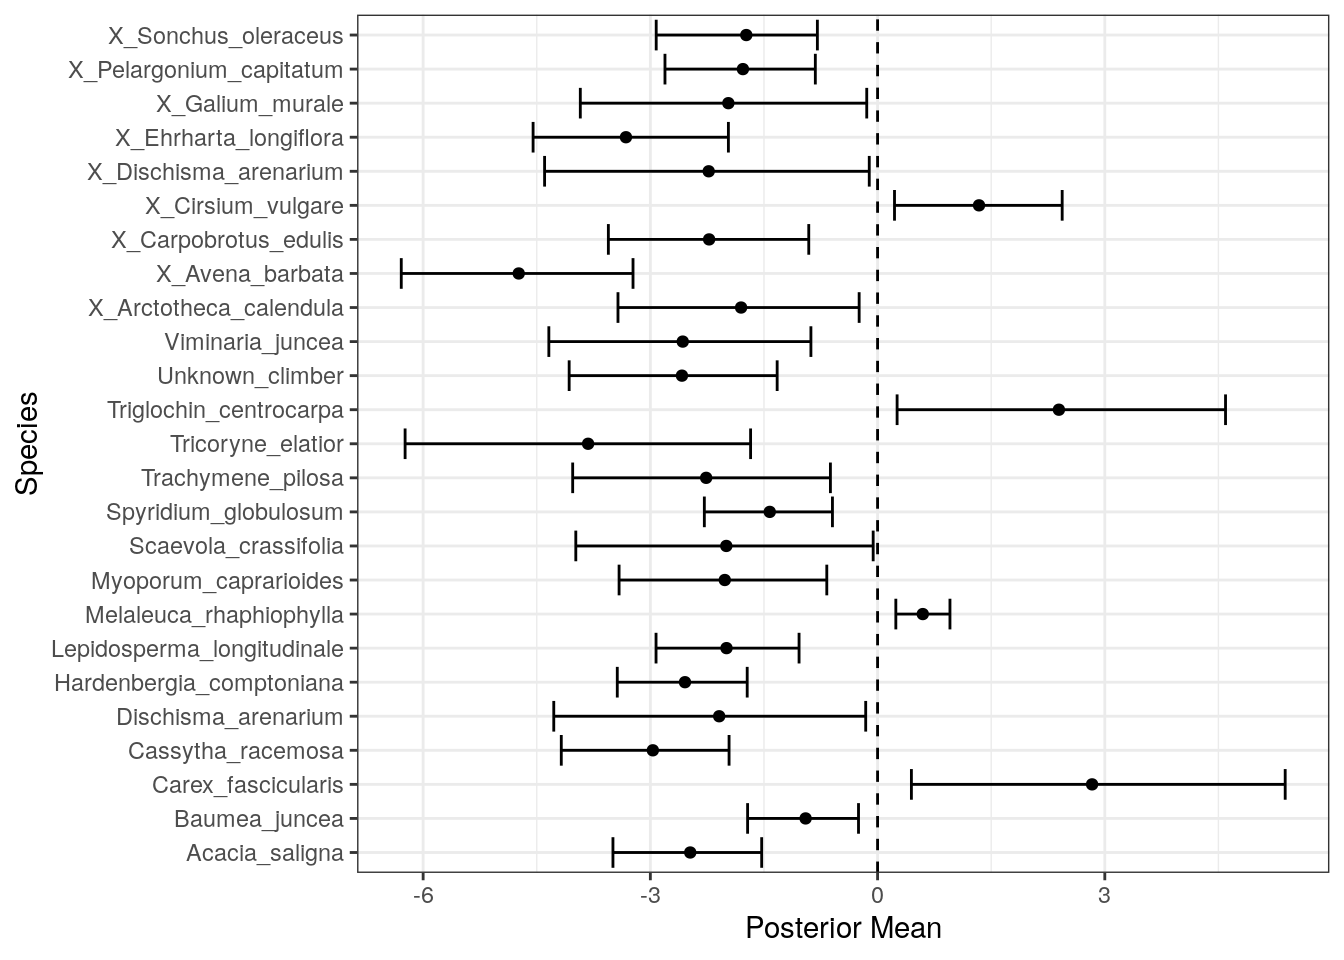 X_Sonchus_oleraceus
X_Pelargonium_capitatum
X_Galium_murale
X_Ehrharta_longiflora
X_Dischisma_arenarium
X_Cirsium_vulgare
X_Carpobrotus_edulis
X_Avena_barbata
X_Arctotheca_calendula
Viminaria_juncea
Unknown_climber
Triglochin_centrocarpa
Tricoryne_elatior
Trachymene_pilosa
Spyridium_globulosum
Scaevola_crassifolia
Myoporum_caprarioides
Melaleuca_rhaphiophylla
Lepidosperma_longitudinale
Hardenbergia_comptoniana
Dischisma_arenarium
Cassytha_racemosa
Carex_fascicularis
Baumea_juncea
Acacia_saligna
Species
-6 -3 0 3
Posterior Mean